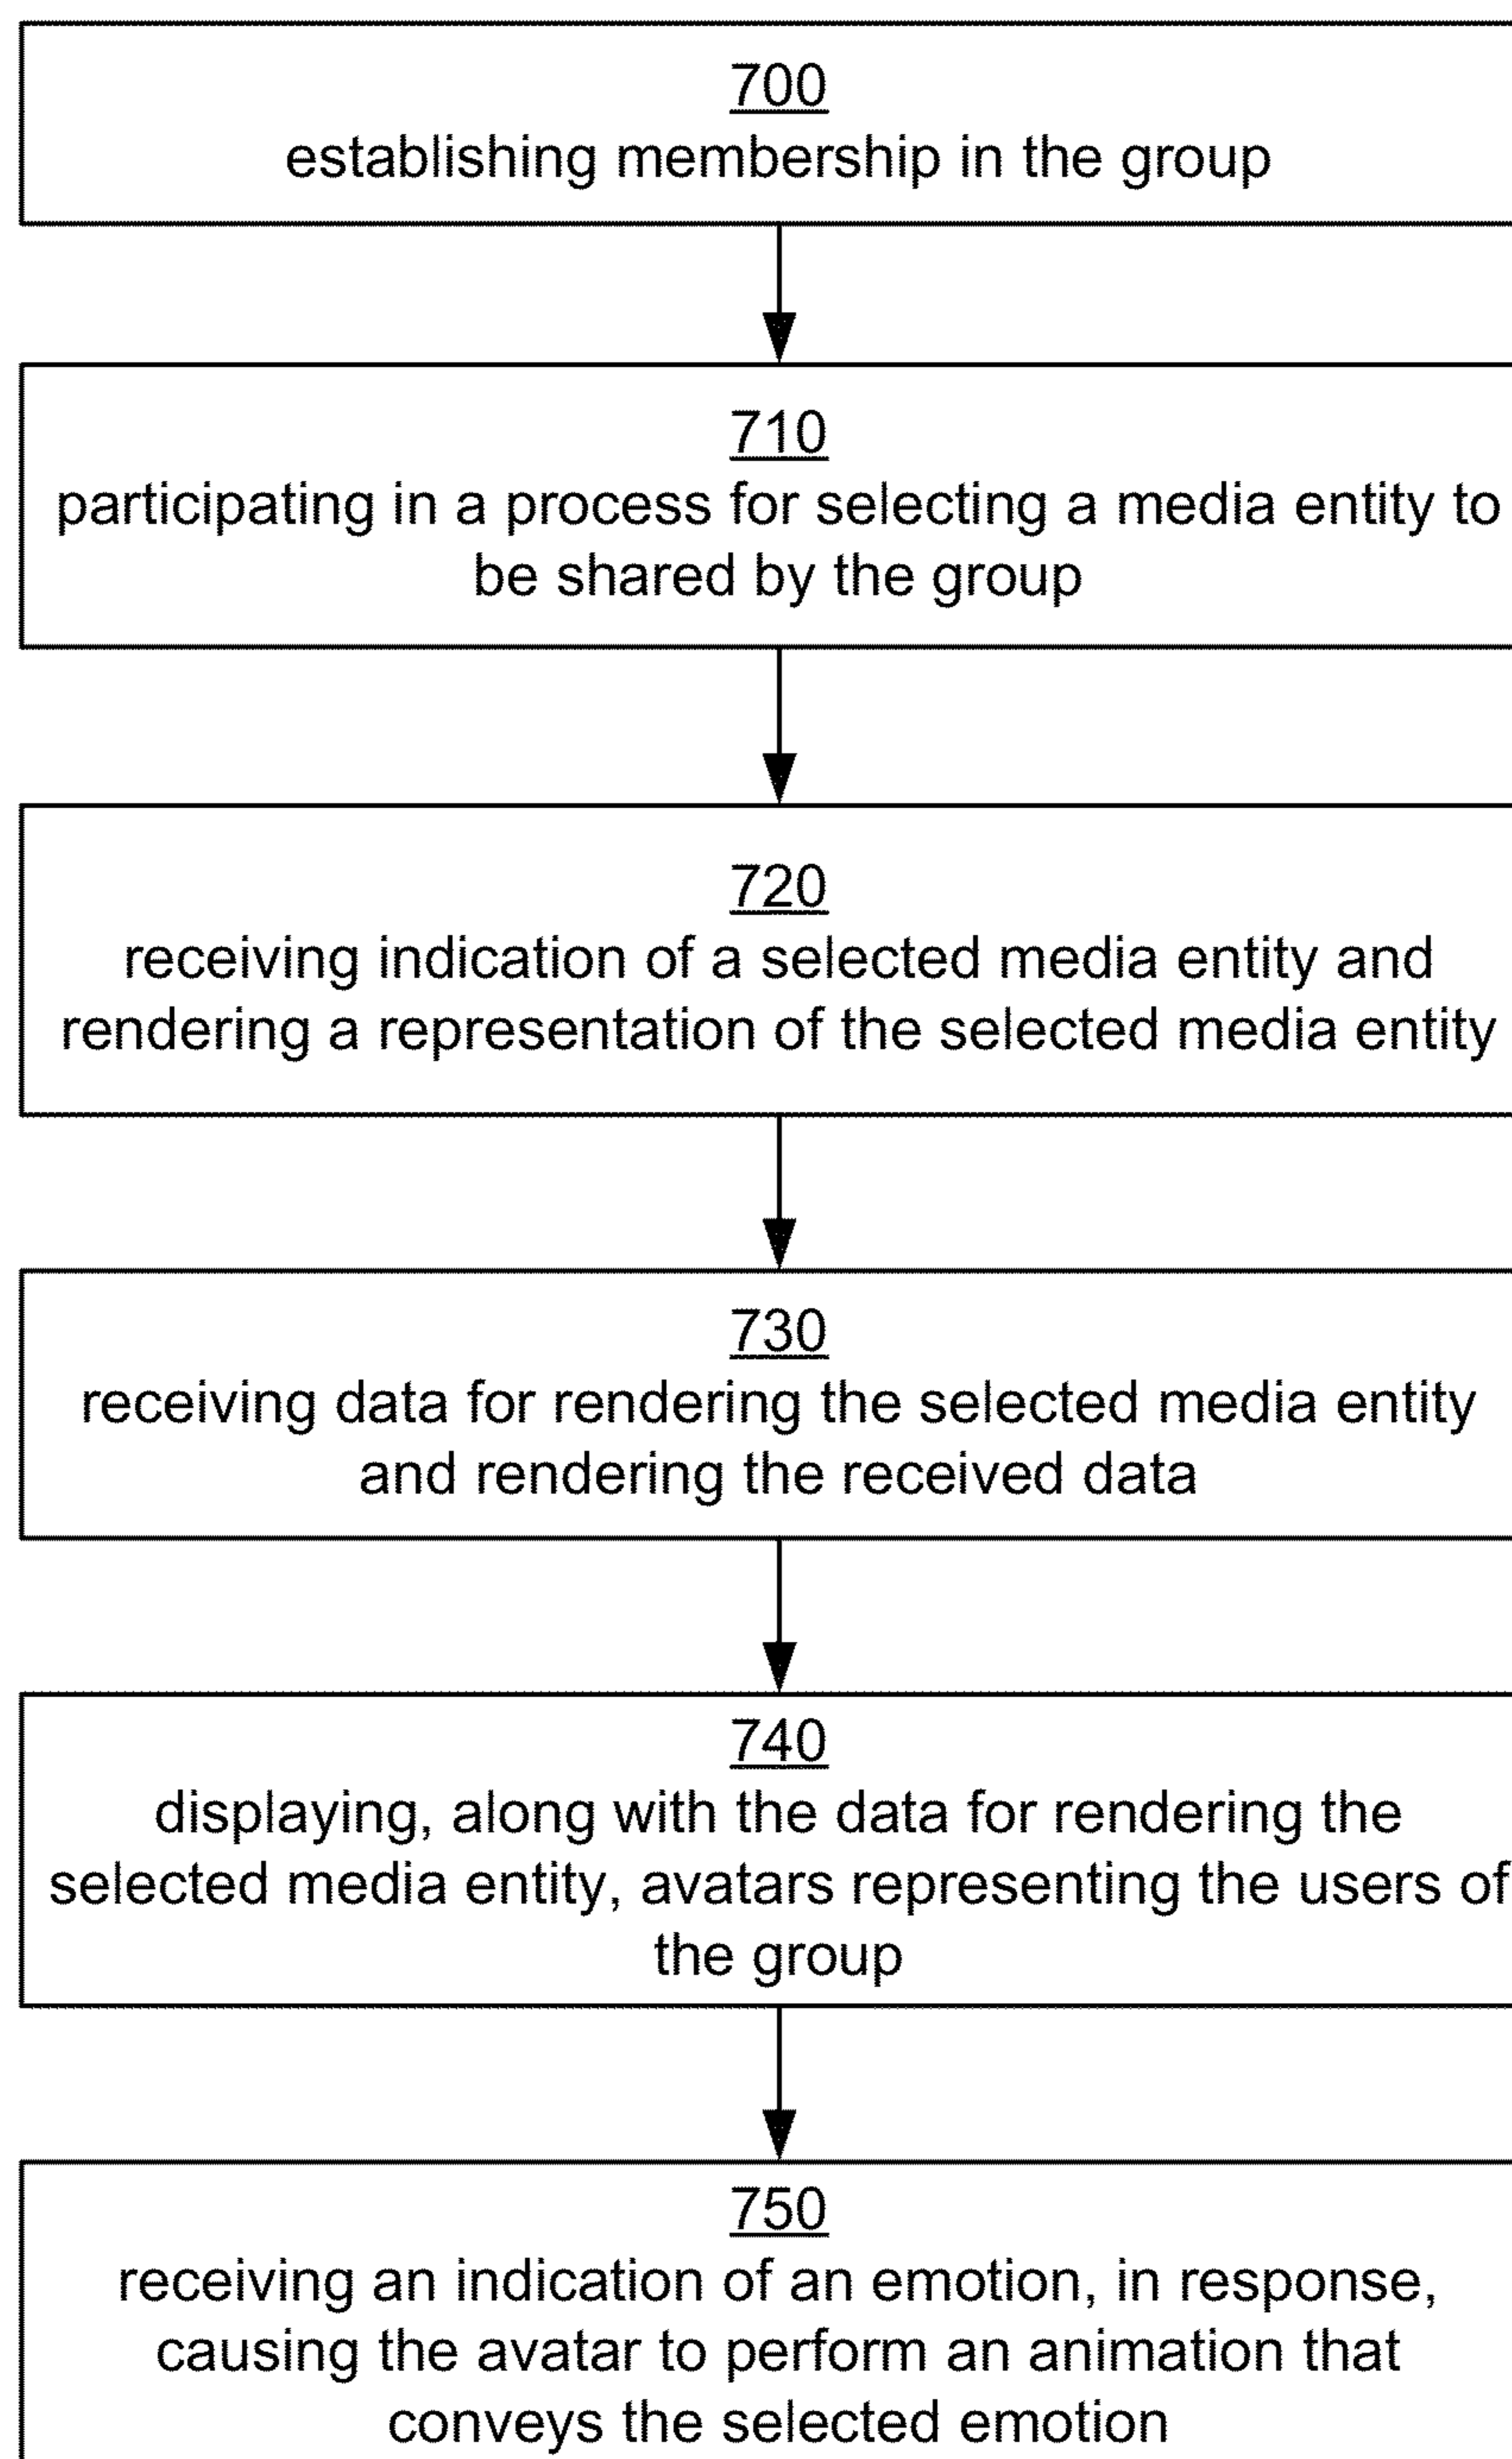 700
establishing membership in the group
710
participating in a process for selecting a media entity to
be shared by the group
720
receiving indication of a selected media entity and
rendering a representation of the selected media entity
730
receiving data for rendering the selected media entity
and rendering the received data
740
displaying, along with the data for rendering the
selected media entity, avatars representing the users of
the group
750
receiving an indication of an emotion, in response,
causing the avatar to perform an animation that
conveys the selected emotion